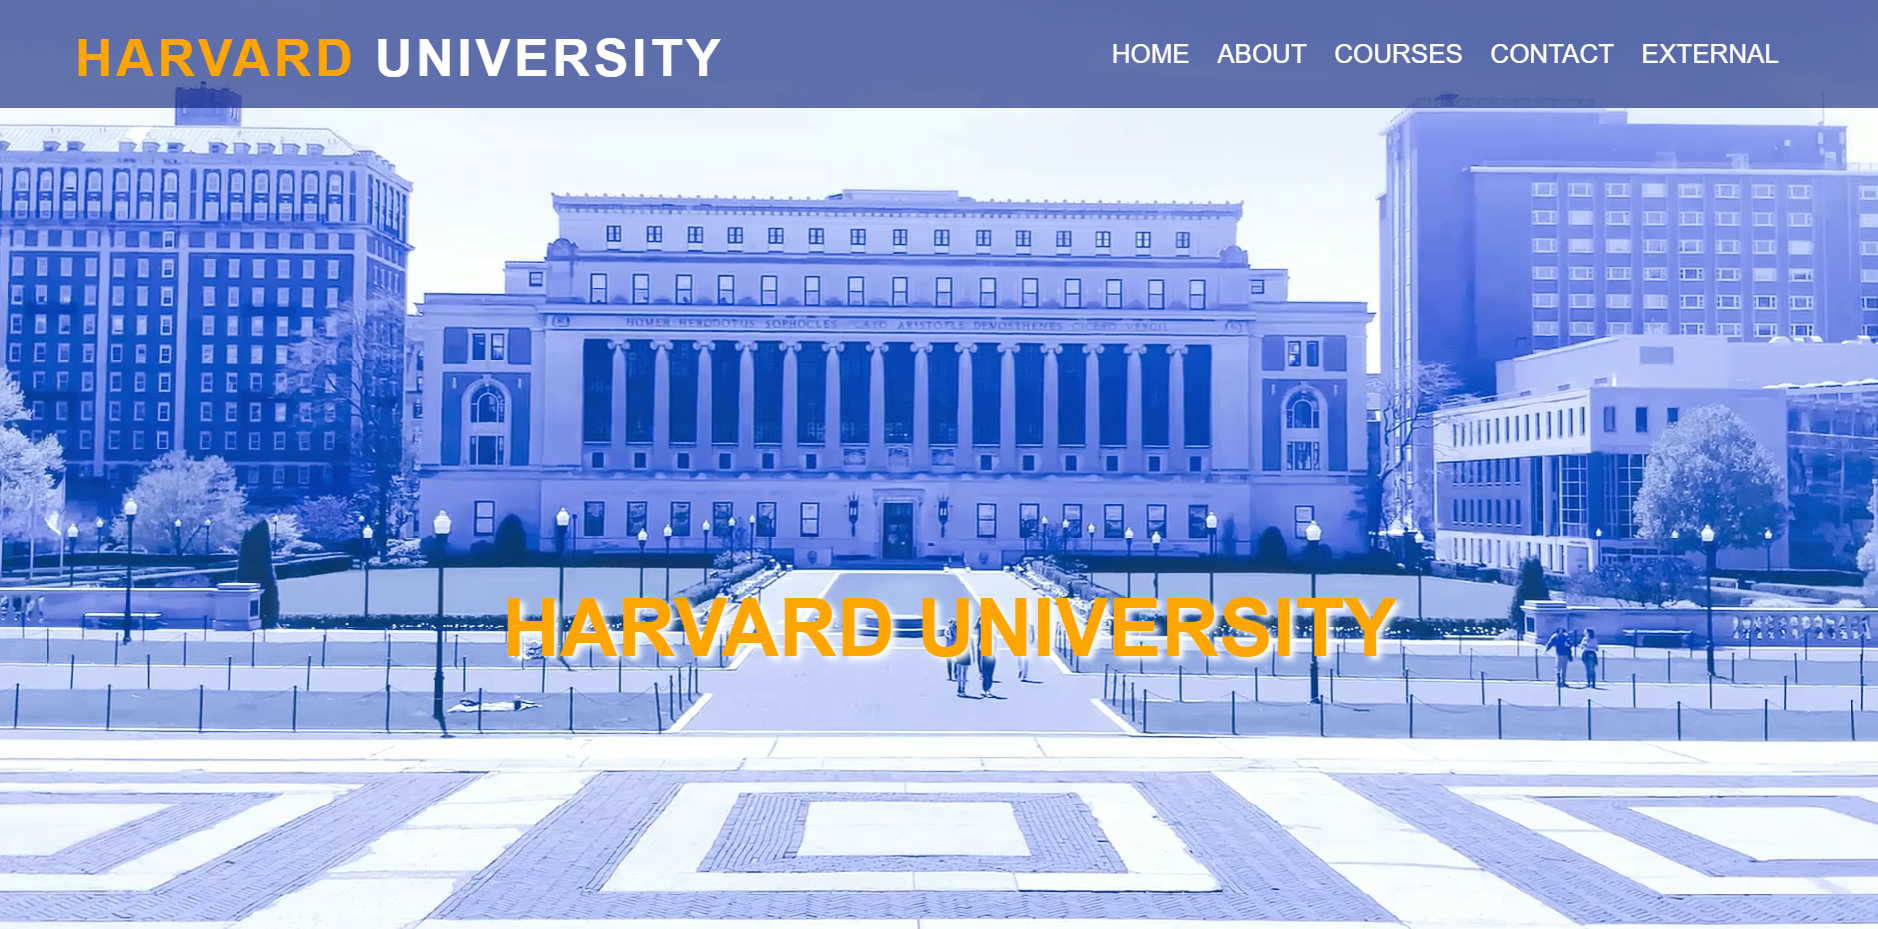 HARVARD UNIVERSITY
HOME ABOUT COURSES CONTACT EXTERNAL
HOMER HERODOTUS SOPHOCLES PLATO ARISTOTLE DEMOSTHENES CICERO VERGIL
HARVARD UNIVERSITY